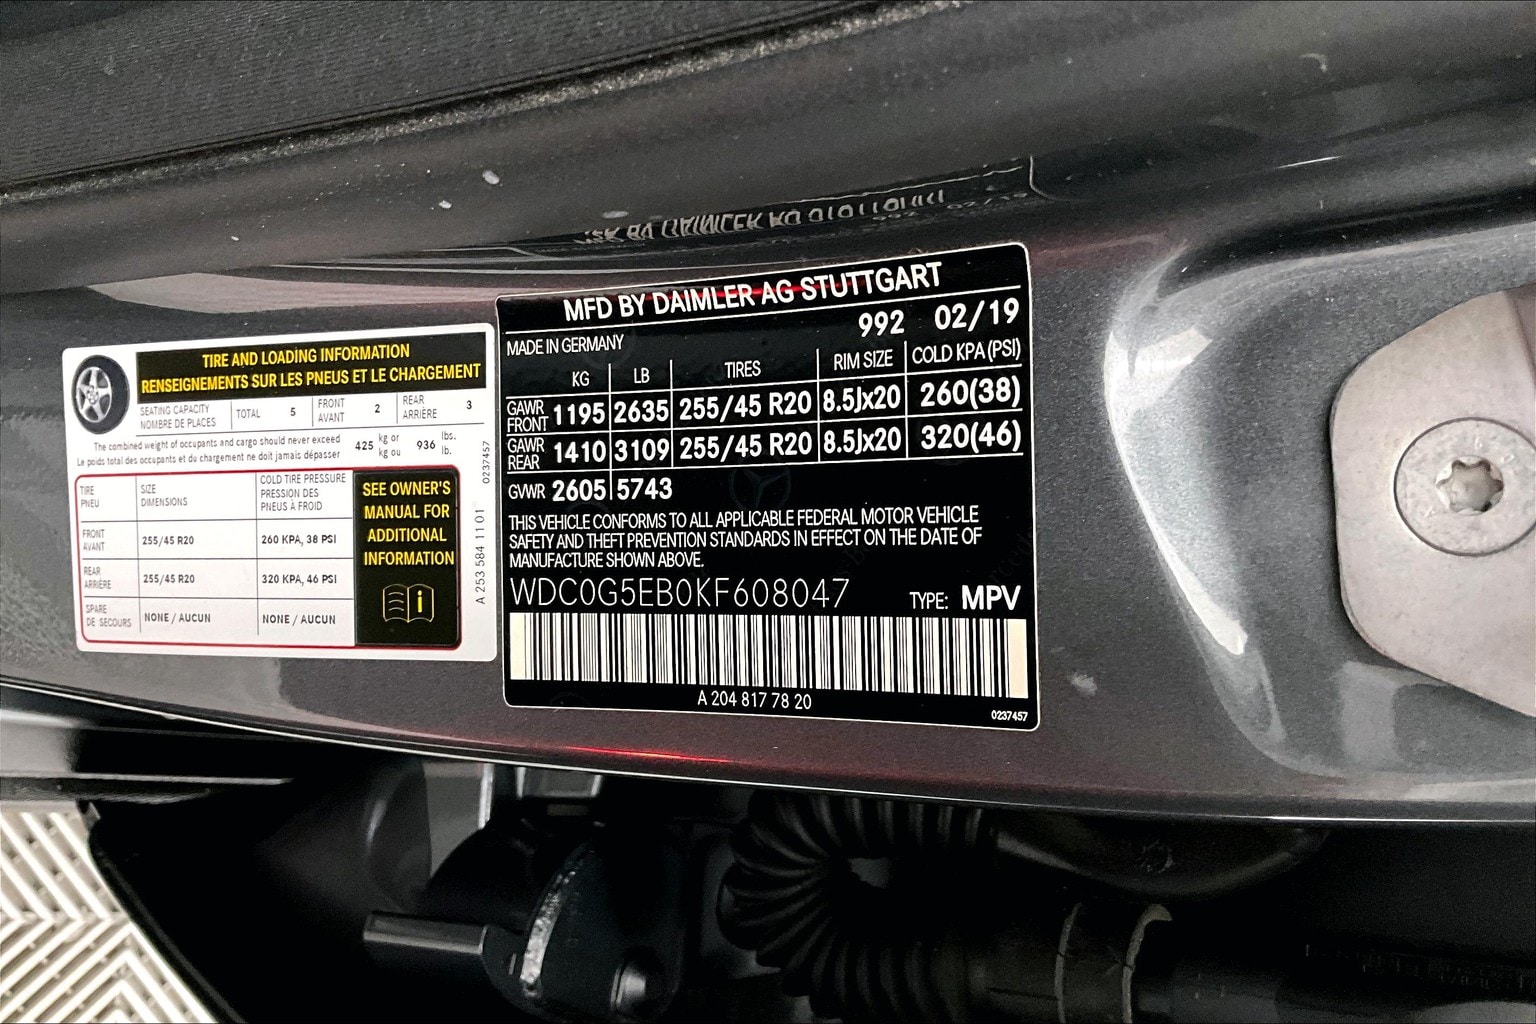 TIRE AND LOADING INFORMATION
RENSEIGNEMENTS SUR LES PNEUS ET LE CHARGEMENT
SEATING CAPACITY TOTAL 5 FRONT 2 REAR 3
NOMBRE DE PLACES AVANT ARRIÈRE
The combined weight of occupants and cargo should never exceed 425 kg or 936 lbs.
Le poids total des occupants et du chargement ne doit jamais dépasser kg ou lb.
TIRE SIZE COLD TIRE PRESSURE
PNEU DIMENSIONS PRESSION DES
PNEUS À FROID
FRONT 255/45 R20 260 KPA, 38 PSI
AVANT
REAR 255/45 R20 320 KPA, 46 PSI
ARRIÈRE
SPARE NONE / AUCUN NONE / AUCUN
DE SECOURS
SEE OWNER'S
MANUAL FOR
ADDITIONAL
INFORMATION
i
0237457
A 253 584 11 01
MFD BY DAIMLER AG STUTTGART
992 02/19
MADE IN GERMANY
KG LB TIRES RIM SIZE COLD KPA (PSI)
GAWR FRONT 1195 2635 255/45 R20 8.5Jx20 260(38)
GAWR REAR 1410 3109 255/45 R20 8.5Jx20 320(46)
GVWR 2605 5743
THIS VEHICLE CONFORMS TO ALL APPLICABLE FEDERAL MOTOR VEHICLE
SAFETY AND THEFT PREVENTION STANDARDS IN EFFECT ON THE DATE OF
MANUFACTURE SHOWN ABOVE.
WDC0G5EB0KF608047 TYPE: MPV
A 204 817 78 20
0237457